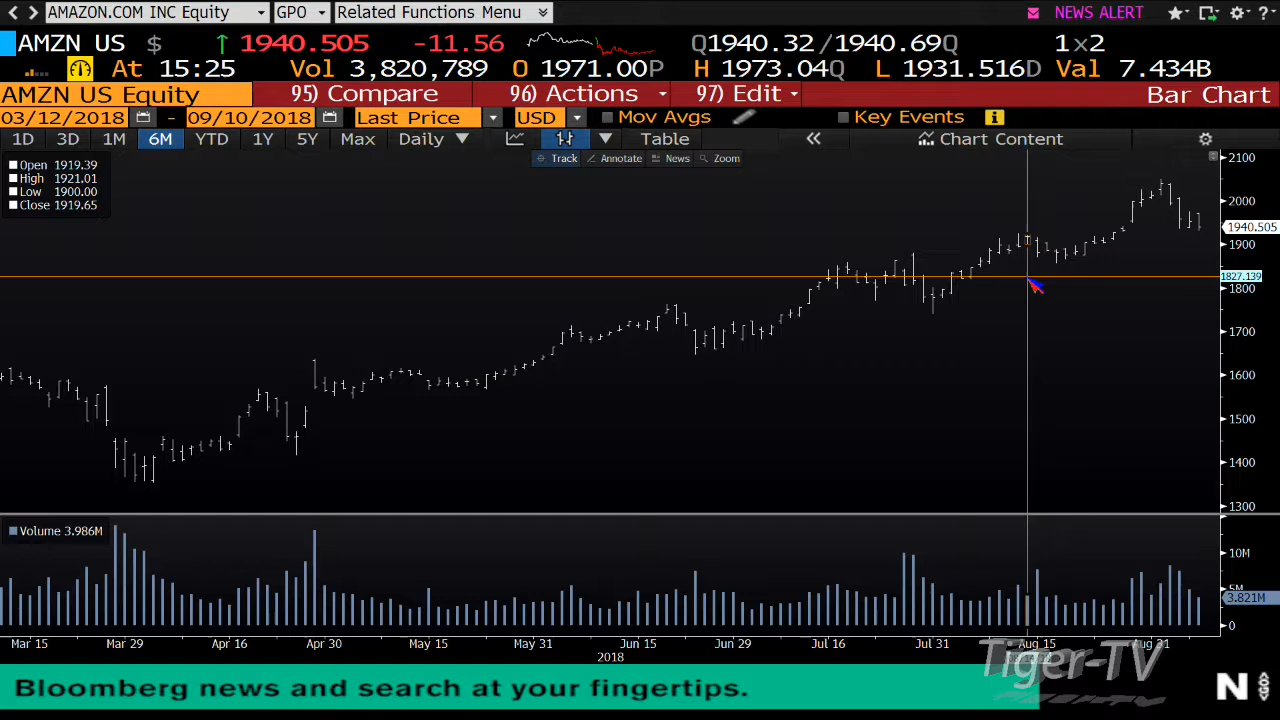 AMAZON.COM INC Equity GPO Related Functions Menu NEWS ALERT ?
AMZN US $ ↑ 1940.505 -11.56 Q1940.32/1940.69Q 1×2
At 15:25 Vol 3,820,789 O 1971.00P H 1973.04Q L 1931.516D Val 7.434B
AMZN US Equity 95) Compare 96) Actions 97) Edit Bar Chart
03/12/2018 - 09/10/2018 Last Price USD Mov Avgs Key Events i
1D 3D 1M 6M YTD 1Y 5Y Max Daily ▼ Table « Chart Content
Track Annotate News Zoom
Open 1919.39
High 1921.01
Low 1900.00
Close 1919.65
2100
2000
1940.505
1900
1827.139
1800
1700
1600
1500
1400
1300
Volume 3.986M
10M
5M
3.821M
0
Mar 15 Mar 29 Apr 16 Apr 30 May 15 May 31 Jun 15 Jun 29 Jul 16 Jul 31 Aug 15 Aug 31
2018
Tiger-TV
Bloomberg news and search at your fingertips.
N